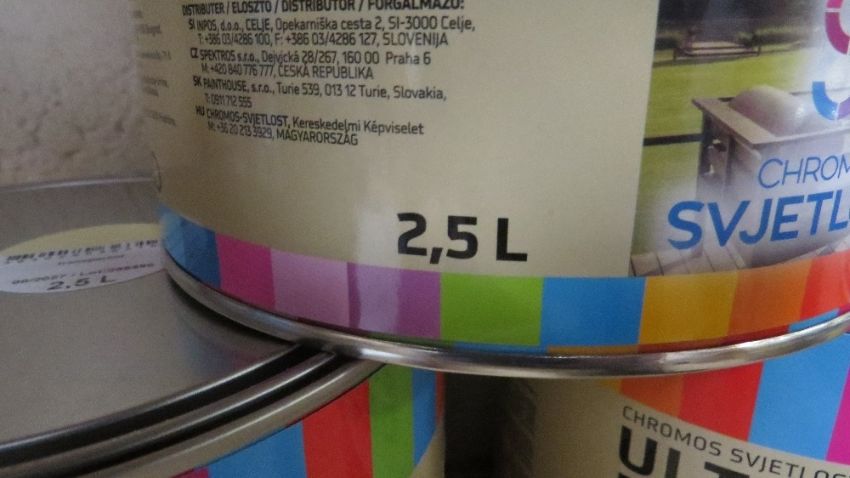 DISTRIBUTER / ELOSZTÓ / DISTRIBÚTOR / FORGALMAZÓ:
SI INPOS, d.o.o., CELJE, Opekarniška cesta 2, SI-3000 Celje,
T: +386 03/4286 100, F: +386 03/4286 127, SLOVENIJA
CZ SPEKTROS s.r.o., Dejvická 28/267, 160 00 Praha 6
M: +420 840 776 777, ČESKÁ REPUBLIKA
SK PAINTHOUSE, s.r.o., Turie 539, 013 12 Turie, Slovakia,
T: 0911 712 555
HU CHROMOS-SVJETLOST, Kereskedelmi Képviselet
M: +36 20 213 3929, MAGYARORSZÁG
2,5 L
CHROM
SVJETLO
2.5 L
CHROMOS SVJETLOST
ULT